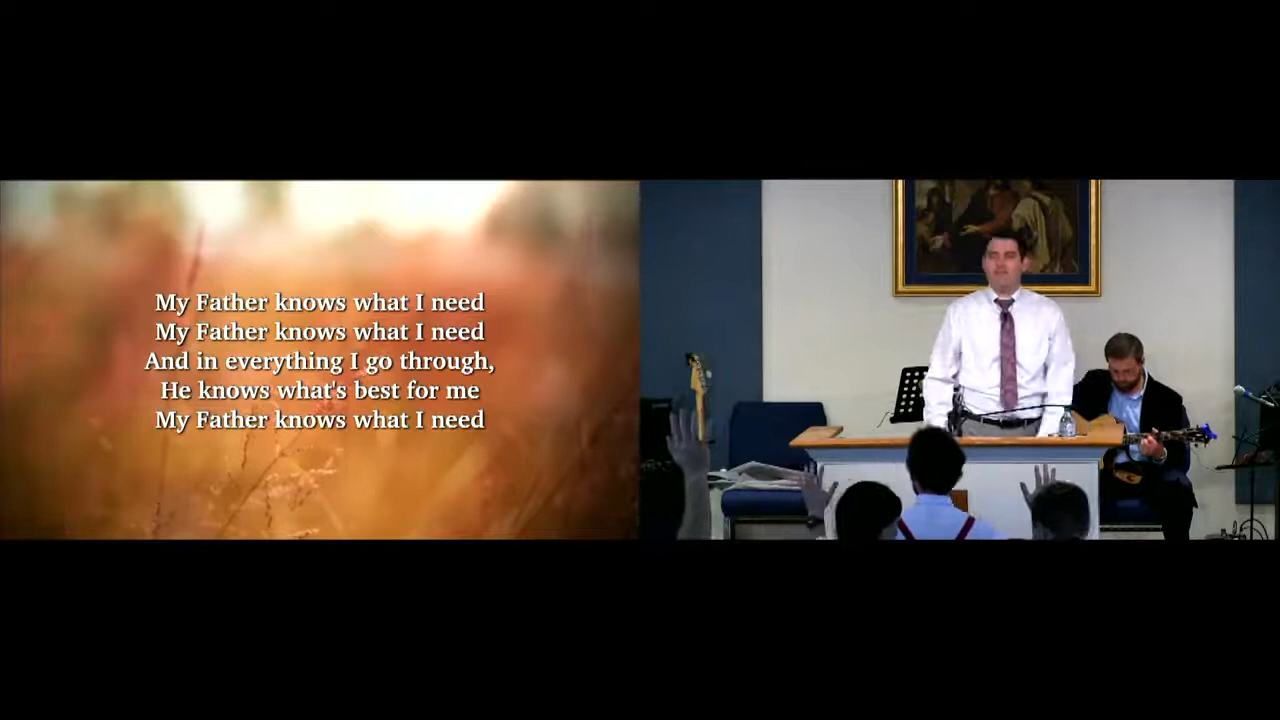 My Father knows what I need
My Father knows what I need
And in everything I go through,
He knows what's best for me
My Father knows what I need